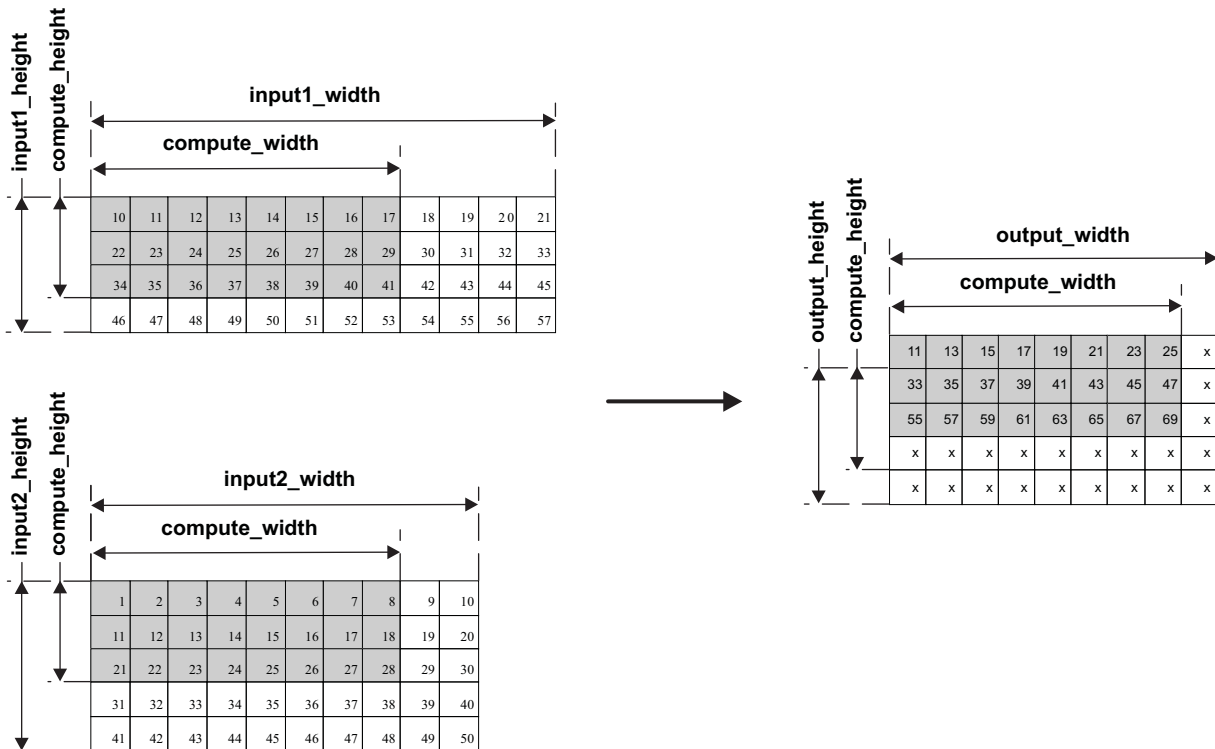 input1_height
compute_height
input1_width
compute_width
10 11 12 13 14 15 16 17 18 19 20 21
22 23 24 25 26 27 28 29 30 31 32 33
34 35 36 37 38 39 40 41 42 43 44 45
46 47 48 49 50 51 52 53 54 55 56 57
input2_height
compute_height
input2_width
compute_width
1 2 3 4 5 6 7 8 9 10
11 12 13 14 15 16 17 18 19 20
21 22 23 24 25 26 27 28 29 30
31 32 33 34 35 36 37 38 39 40
41 42 43 44 45 46 47 48 49 50
output_height
compute_height
output_width
compute_width
11 13 15 17 19 21 23 25 x
33 35 37 39 41 43 45 47 x
55 57 59 61 63 65 67 69 x
x x x x x x x x x
x x x x x x x x x